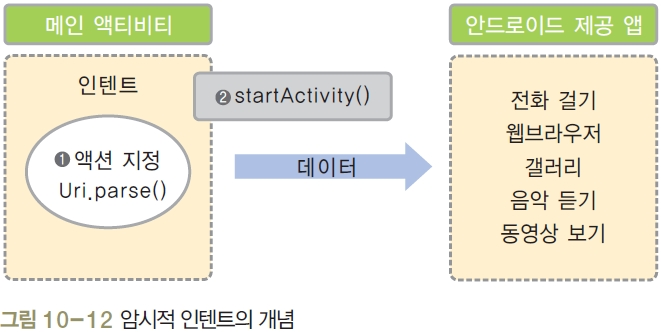 메인 액티비티
인텐트
❶액션 지정
Uri.parse()
❷startActivity()
데이터
안드로이드 제공 앱
전화 걸기
웹브라우저
갤러리
음악 듣기
동영상 보기
그림 10-12 암시적 인텐트의 개념